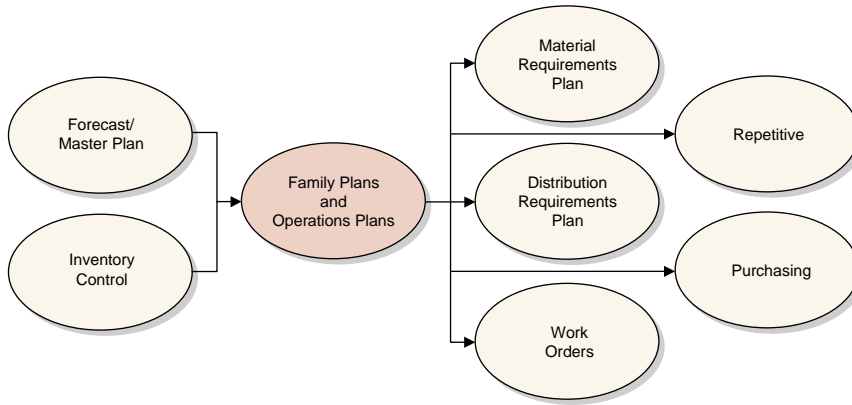 Forecast/
Master Plan
Inventory
Control
Family Plans
and
Operations Plans
Material
Requirements
Plan
Distribution
Requirements
Plan
Work
Orders
Repetitive
Purchasing